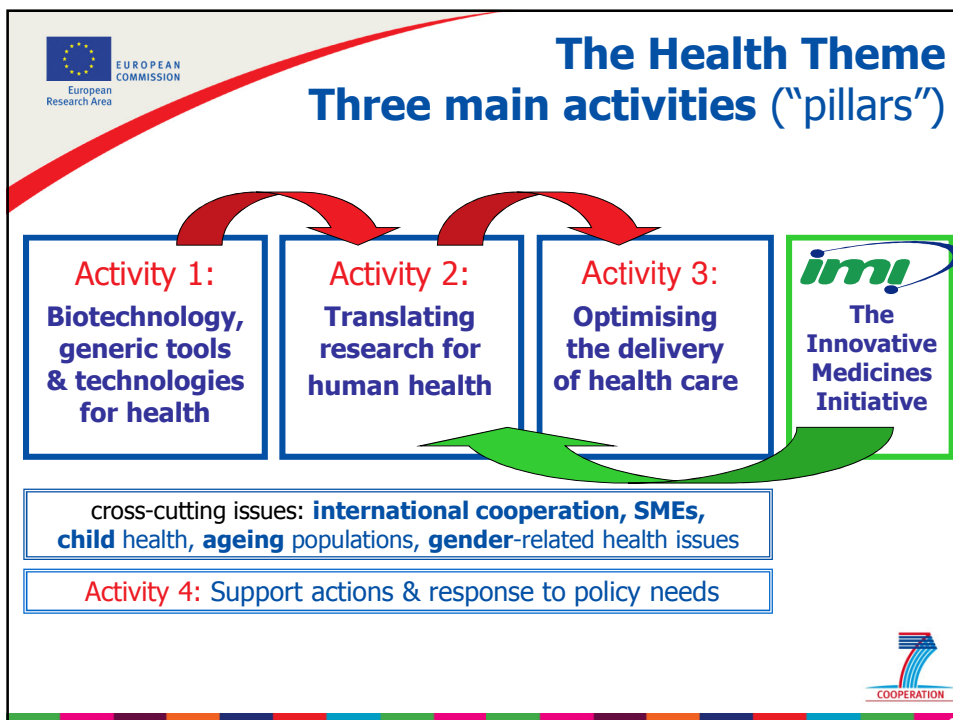 EUROPEAN
COMMISSION
European
Research Area
The Health Theme
Three main activities (“pillars”)
Activity 1:
Biotechnology,
generic tools
& technologies
for health
Activity 2:
Translating
research for
human health
Activity 3:
Optimising
the delivery
of health care
imi
The
Innovative
Medicines
Initiative
cross-cutting issues: international cooperation, SMEs,
child health, ageing populations, gender-related health issues
Activity 4: Support actions & response to policy needs
7
COOPERATION